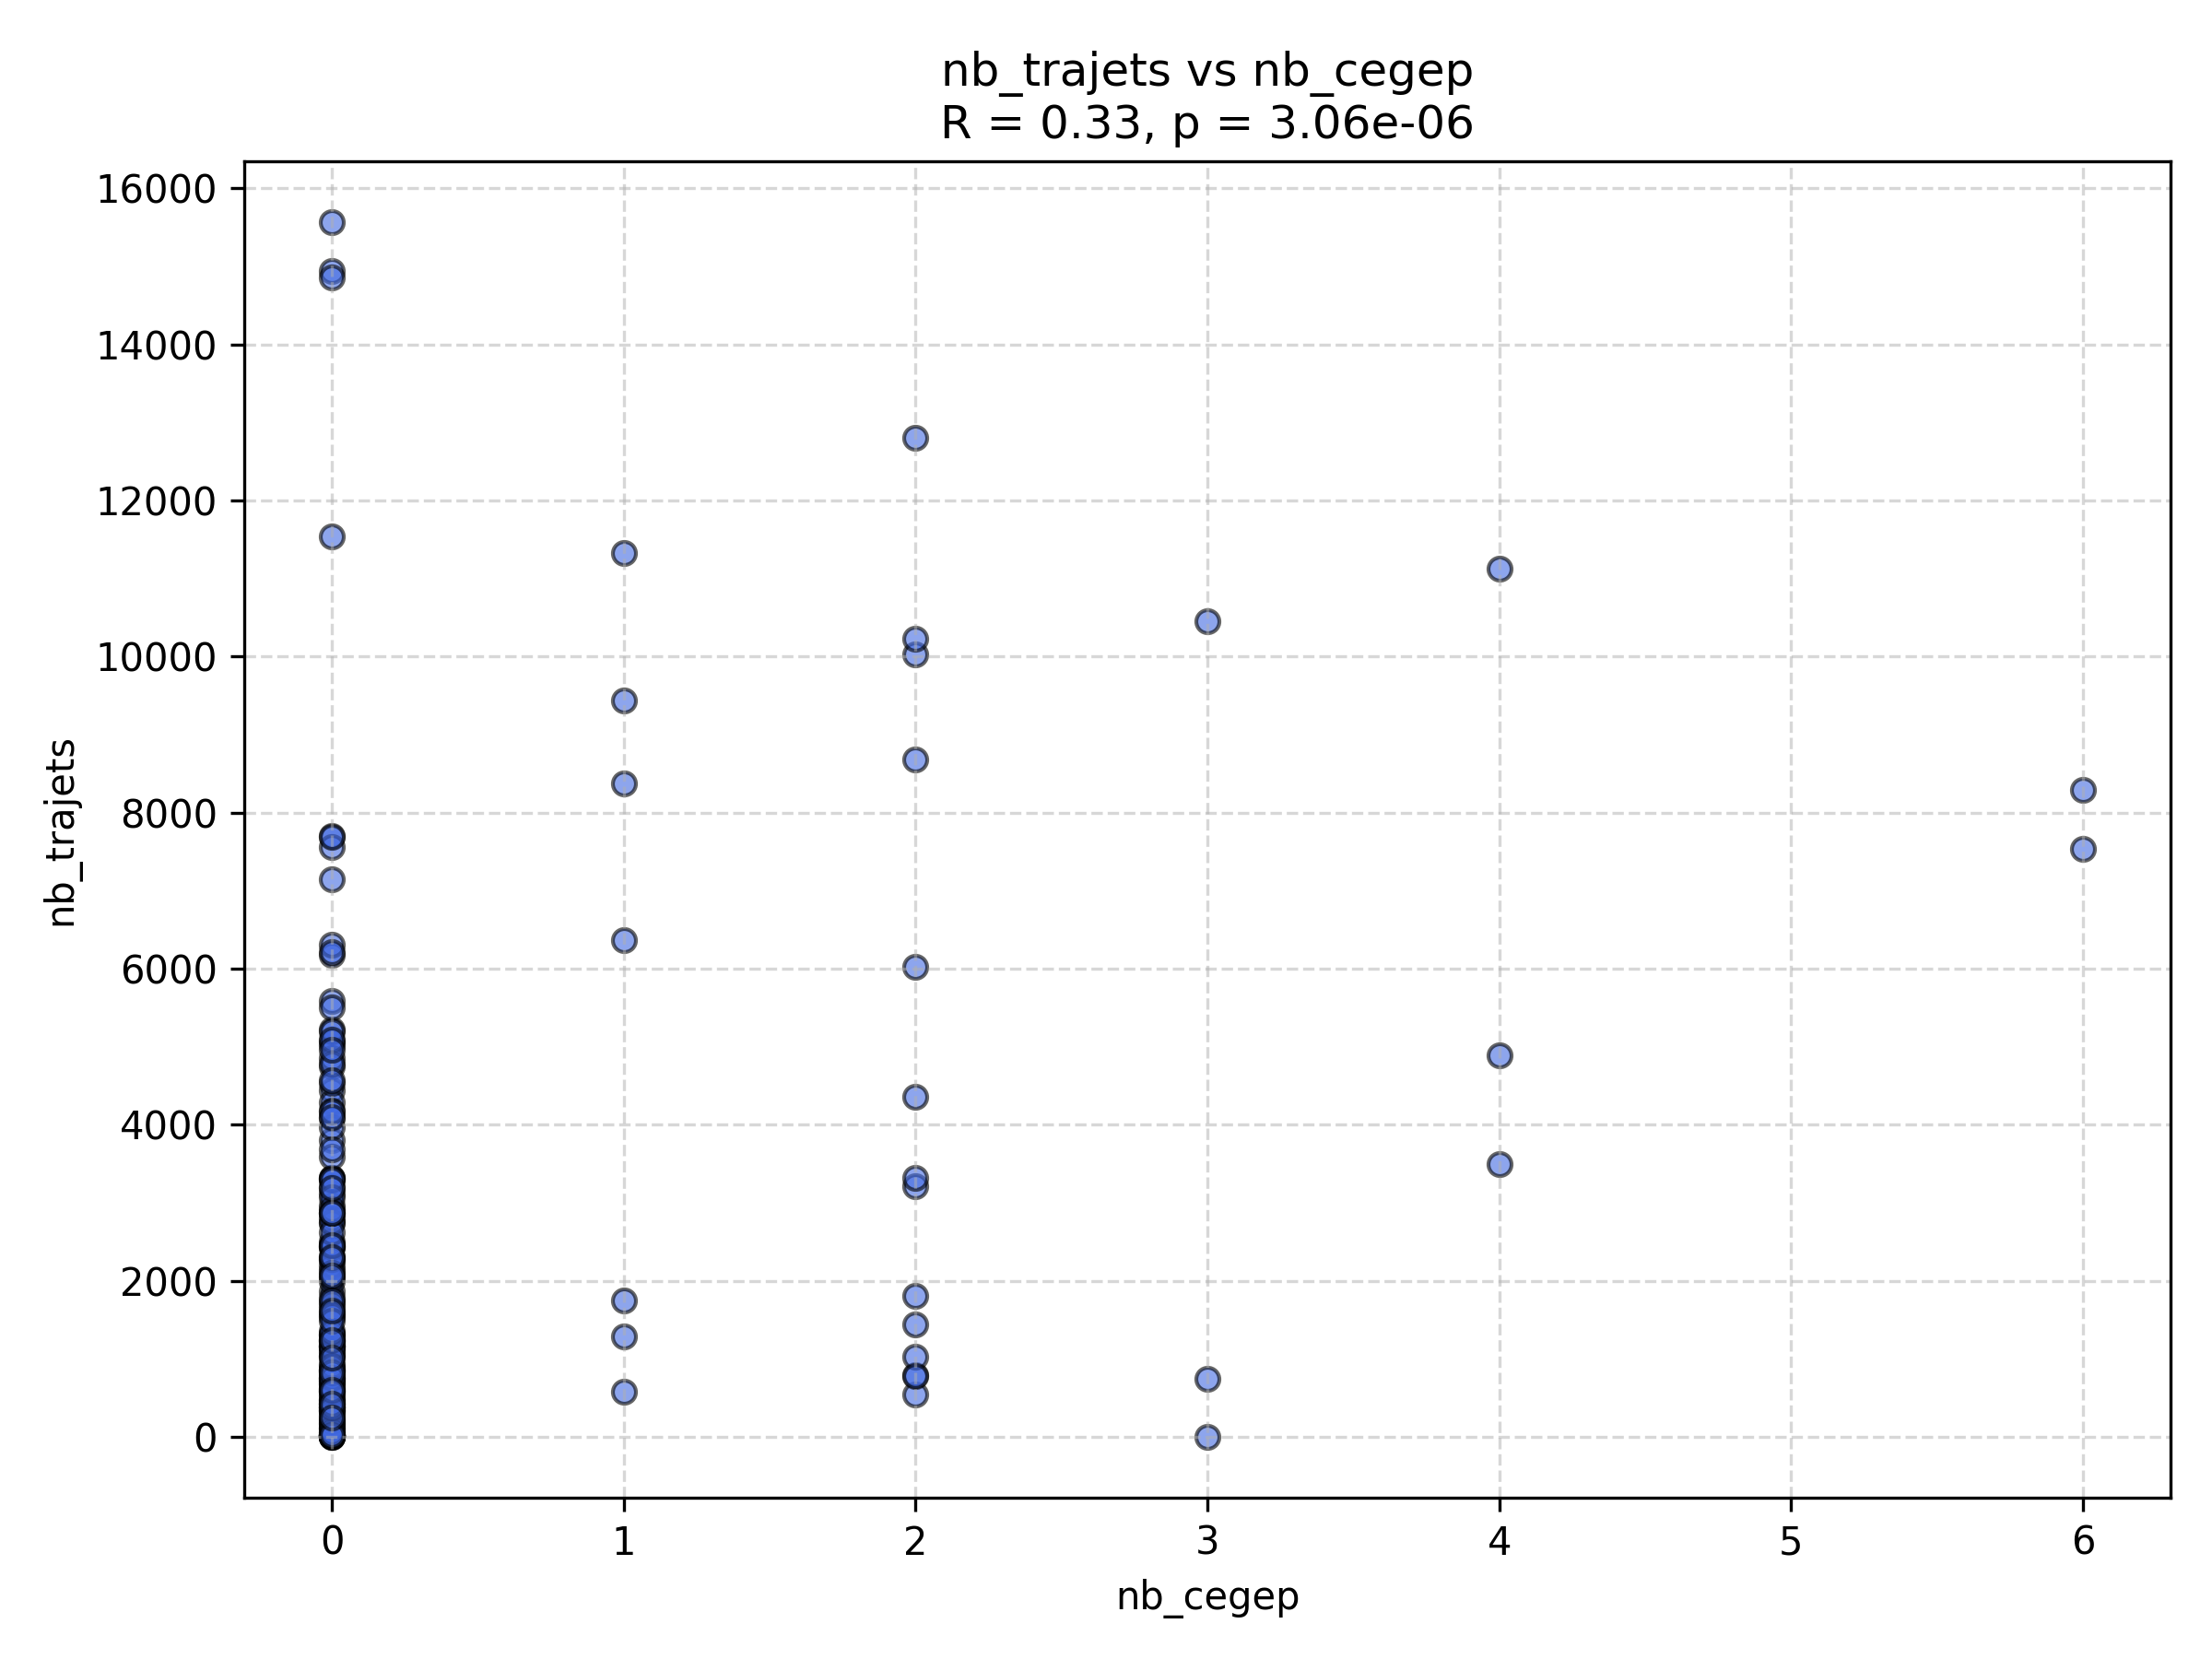 nb_trajets vs nb_cegep
R = 0.33, p = 3.06e-06
16000
14000
12000
10000
8000
6000
4000
2000
0
nb_trajets
0 1 2 3 4 5 6
nb_cegep